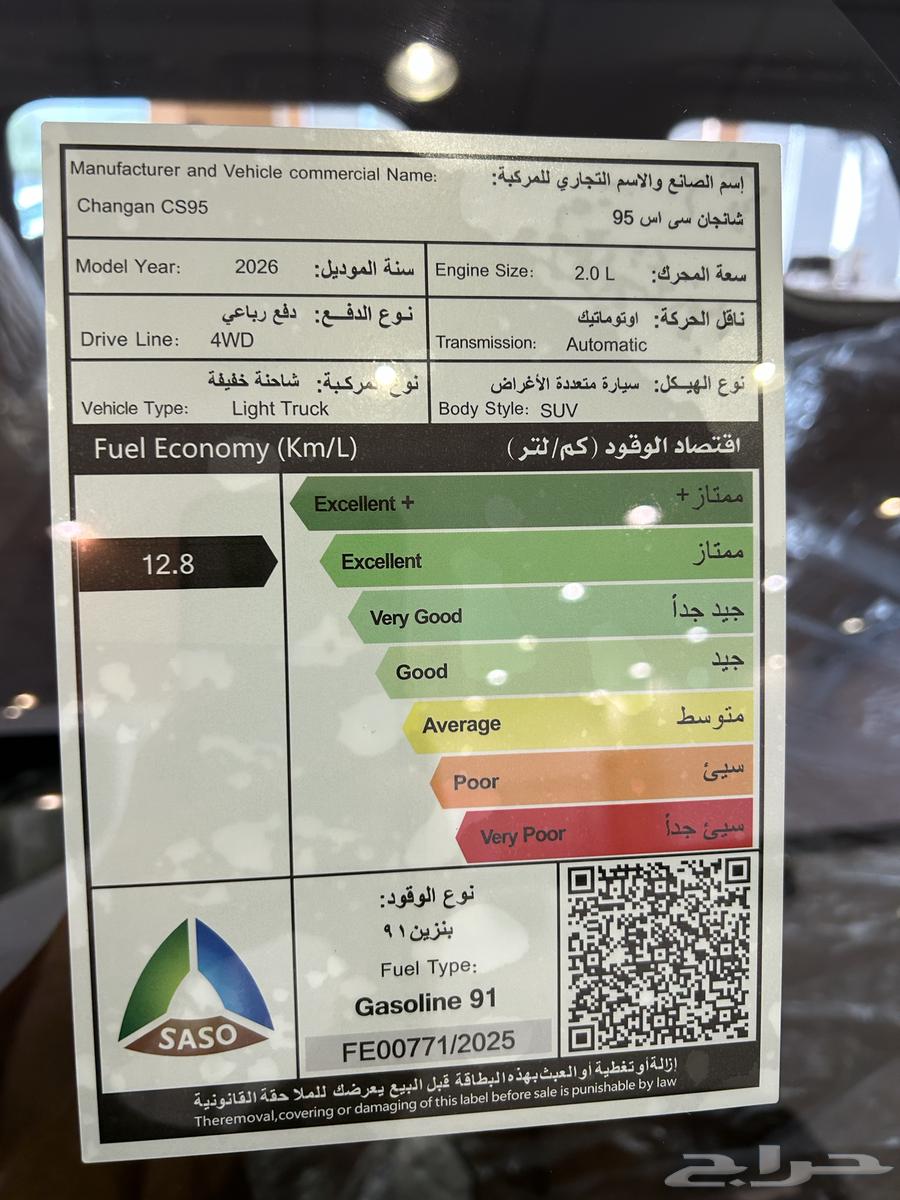 Manufacturer and Vehicle commercial Name: إسم الصانع والاسم التجاري للمركبة:
Changan CS95 شانجان سى اس 95
Model Year: 2026 سنة الموديل:
Engine Size: 2.0 L سعة المحرك:
نوع الدفع: دفع رباعي
Drive Line: 4WD
ناقل الحركة: اوتوماتيك
Transmission: Automatic
نوع المركبة: شاحنة خفيفة
Vehicle Type: Light Truck
نوع الهيكل: سيارة متعددة الأغراض
Body Style: SUV
Fuel Economy (Km/L) اقتصاد الوقود (كم/لتر)
Excellent + ممتاز +
12.8
Excellent ممتاز
Very Good جيد جداً
Good جيد
Average متوسط
Poor سيئ
Very Poor سيئ جداً
SASO
نوع الوقود:
بنزين ٩١
Fuel Type:
Gasoline 91
FE00771/2025
إزالة أو تغطية أو العبث بهذه البطاقة قبل البيع يعرضك للملاحقة القانونية
Theremoval,covering or damaging of this label before sale is punishable by law
حراج